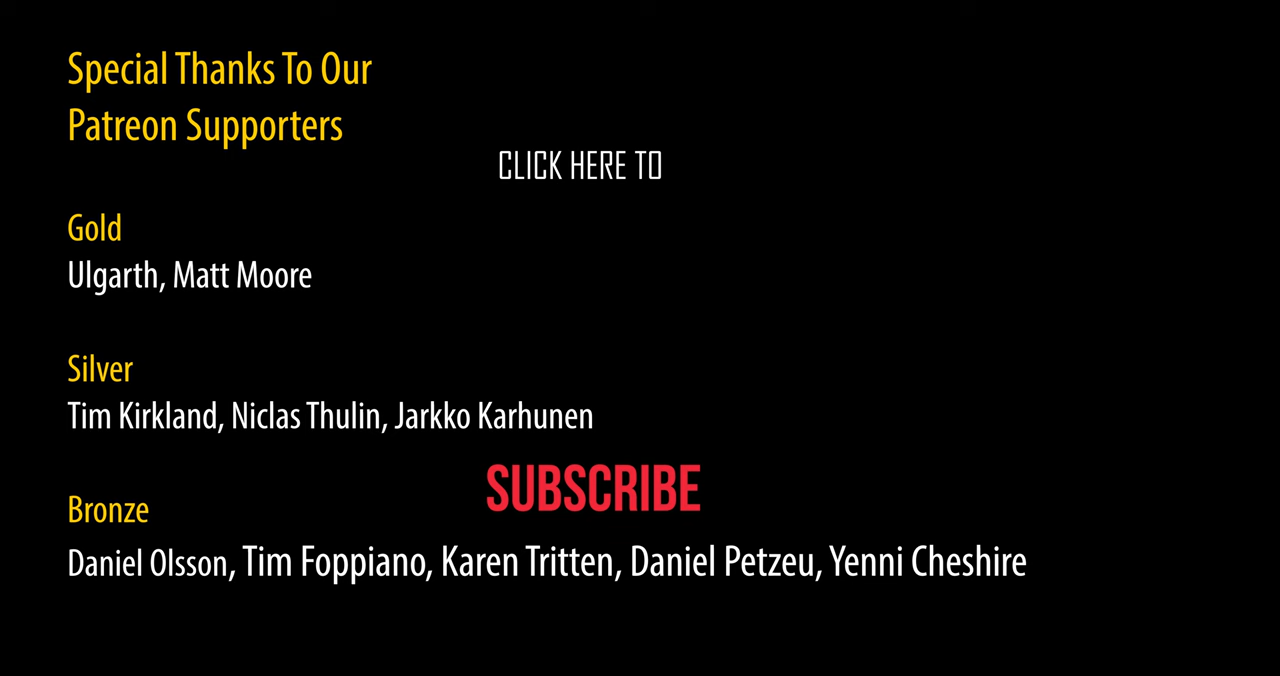 Special Thanks To Our
Patreon Supporters
CLICK HERE TO
Gold
Ulgarth, Matt Moore
Silver
Tim Kirkland, Niclas Thulin, Jarkko Karhunen
SUBSCRIBE
Bronze
Daniel Olsson, Tim Foppiano, Karen Tritten, Daniel Petzeu, Yenni Cheshire